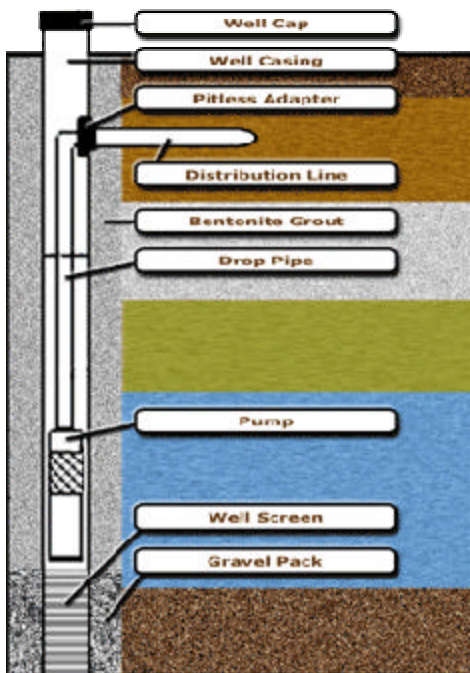 Well Cap
Well Casing
Pitless Adapter
Distribution Line
Bentonite Grout
Drop Pipe
Pump
Well Screen
Gravel Pack